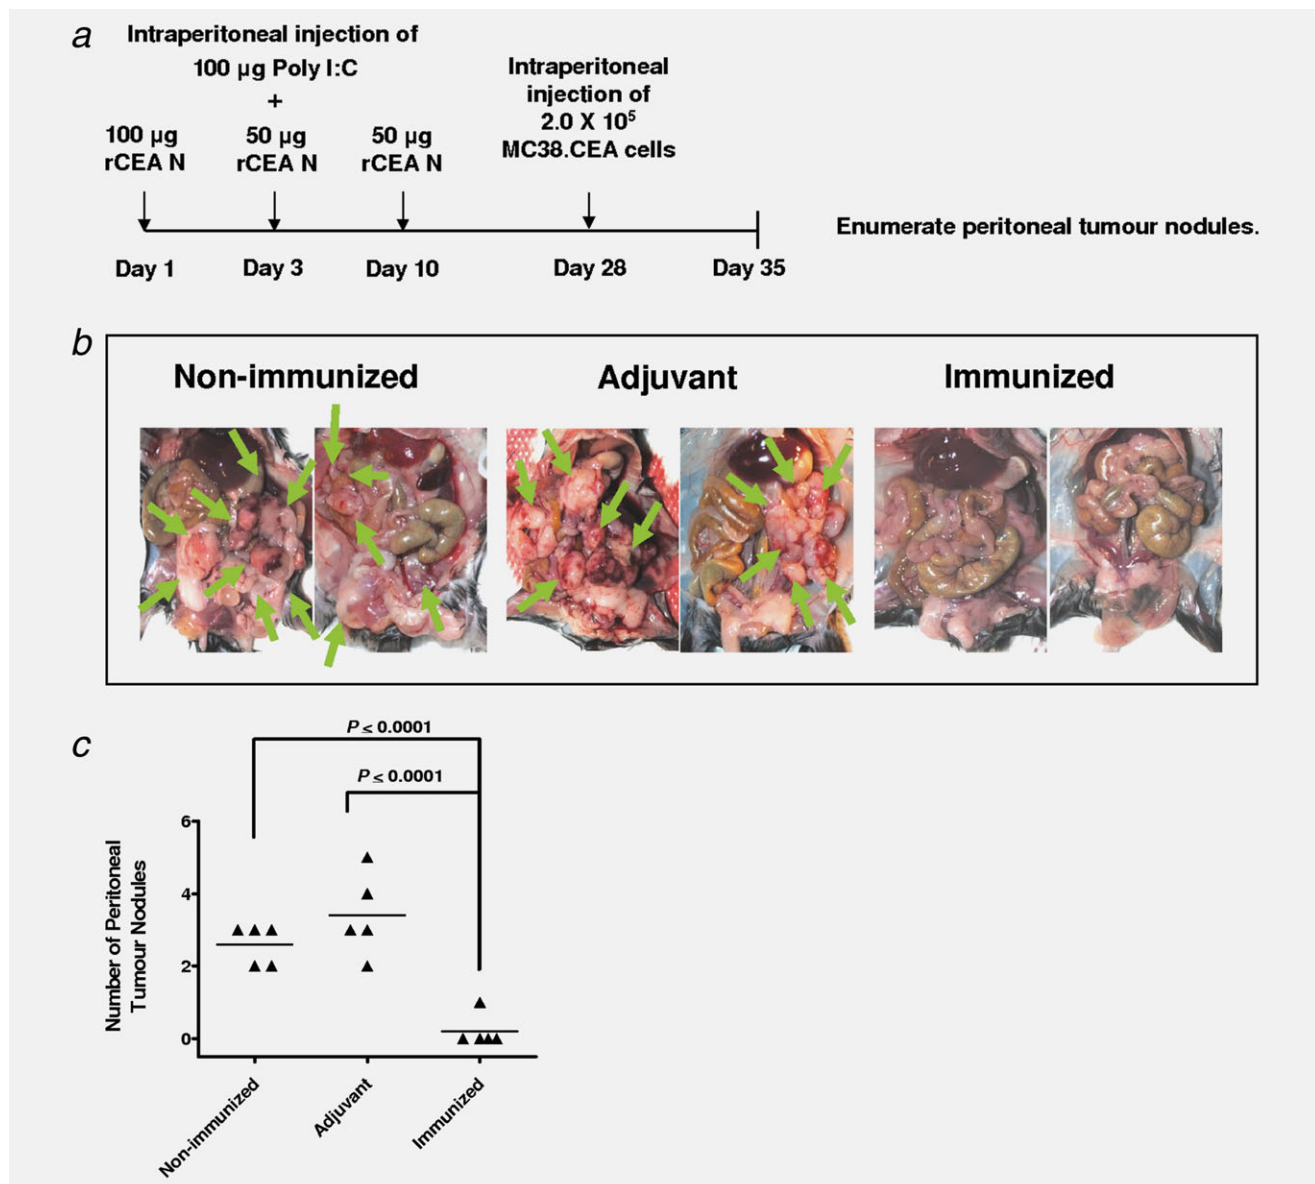 a
Intraperitoneal injection of
100 µg Poly I:C
+
100 µg
rCEA N
50 µg
rCEA N
50 µg
rCEA N
Intraperitoneal
injection of
2.0 X 10⁵
MC38.CEA cells
Enumerate peritoneal tumour nodules.
Day 1
Day 3
Day 10
Day 28
Day 35
b
Non-immunized
Adjuvant
Immunized
c
P ≤ 0.0001
P ≤ 0.0001
Number of Peritoneal
Tumour Nodules
6
4
2
0
Non-immunized
Adjuvant
Immunized